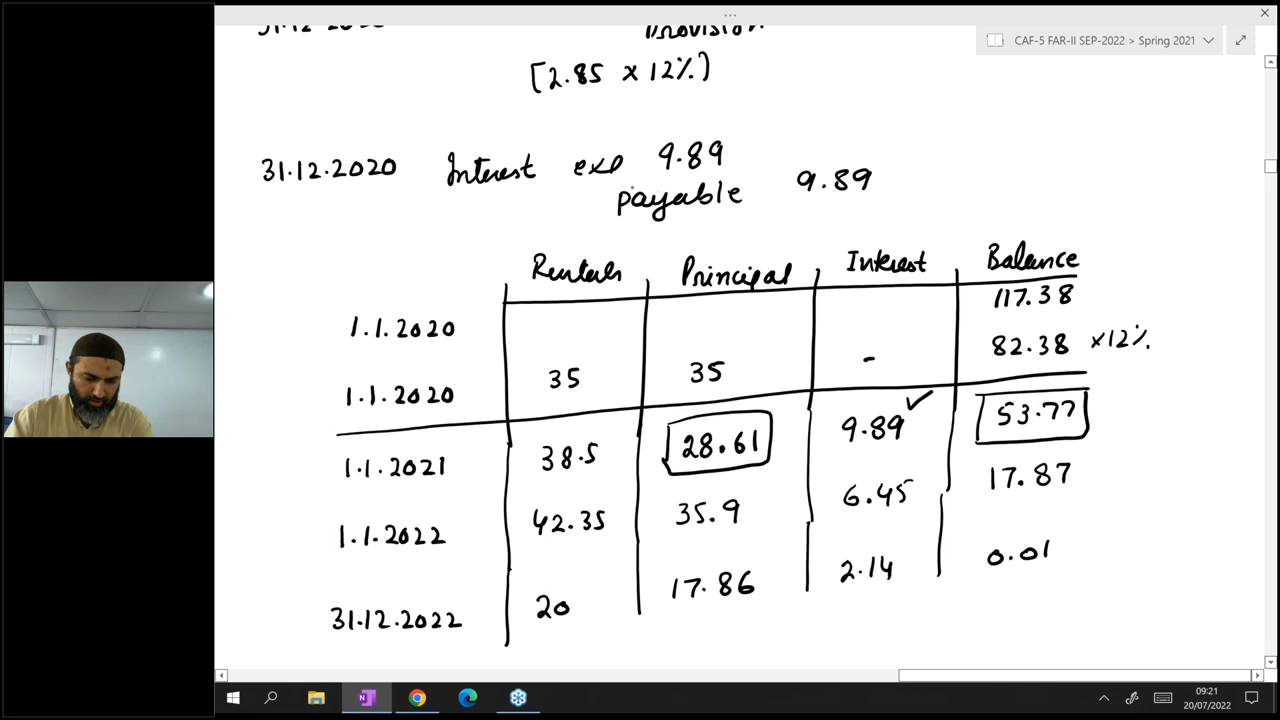 CAF-5 FAR-II SEP-2022 > Spring 2021
provision
[2.85 x 12%]
31.12.2020 Interest exp 9.89
payable 9.89
Rentals Principal Interest Balance
1.1.2020 117.38
1.1.2020 35 35 - 82.38 x12%
1.1.2021 38.5 28.61 9.89 ✓ 53.77
1.1.2022 42.35 35.9 6.45 17.87
31.12.2022 20 17.86 2.14 0.01
09:21
20/07/2022